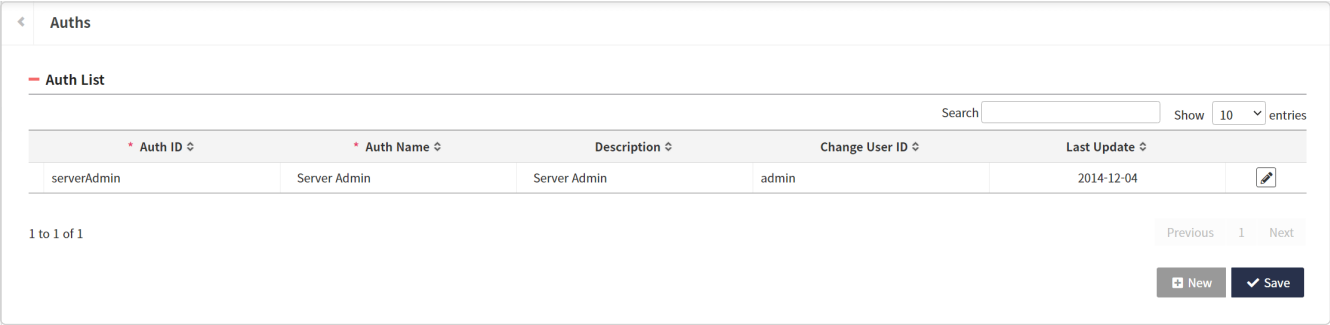 Auths
Auth List
Search
Show 10 entries
* Auth ID * Auth Name Description Change User ID Last Update
serverAdmin Server Admin Server Admin admin 2014-12-04
1 to 1 of 1
Previous 1 Next
New Save